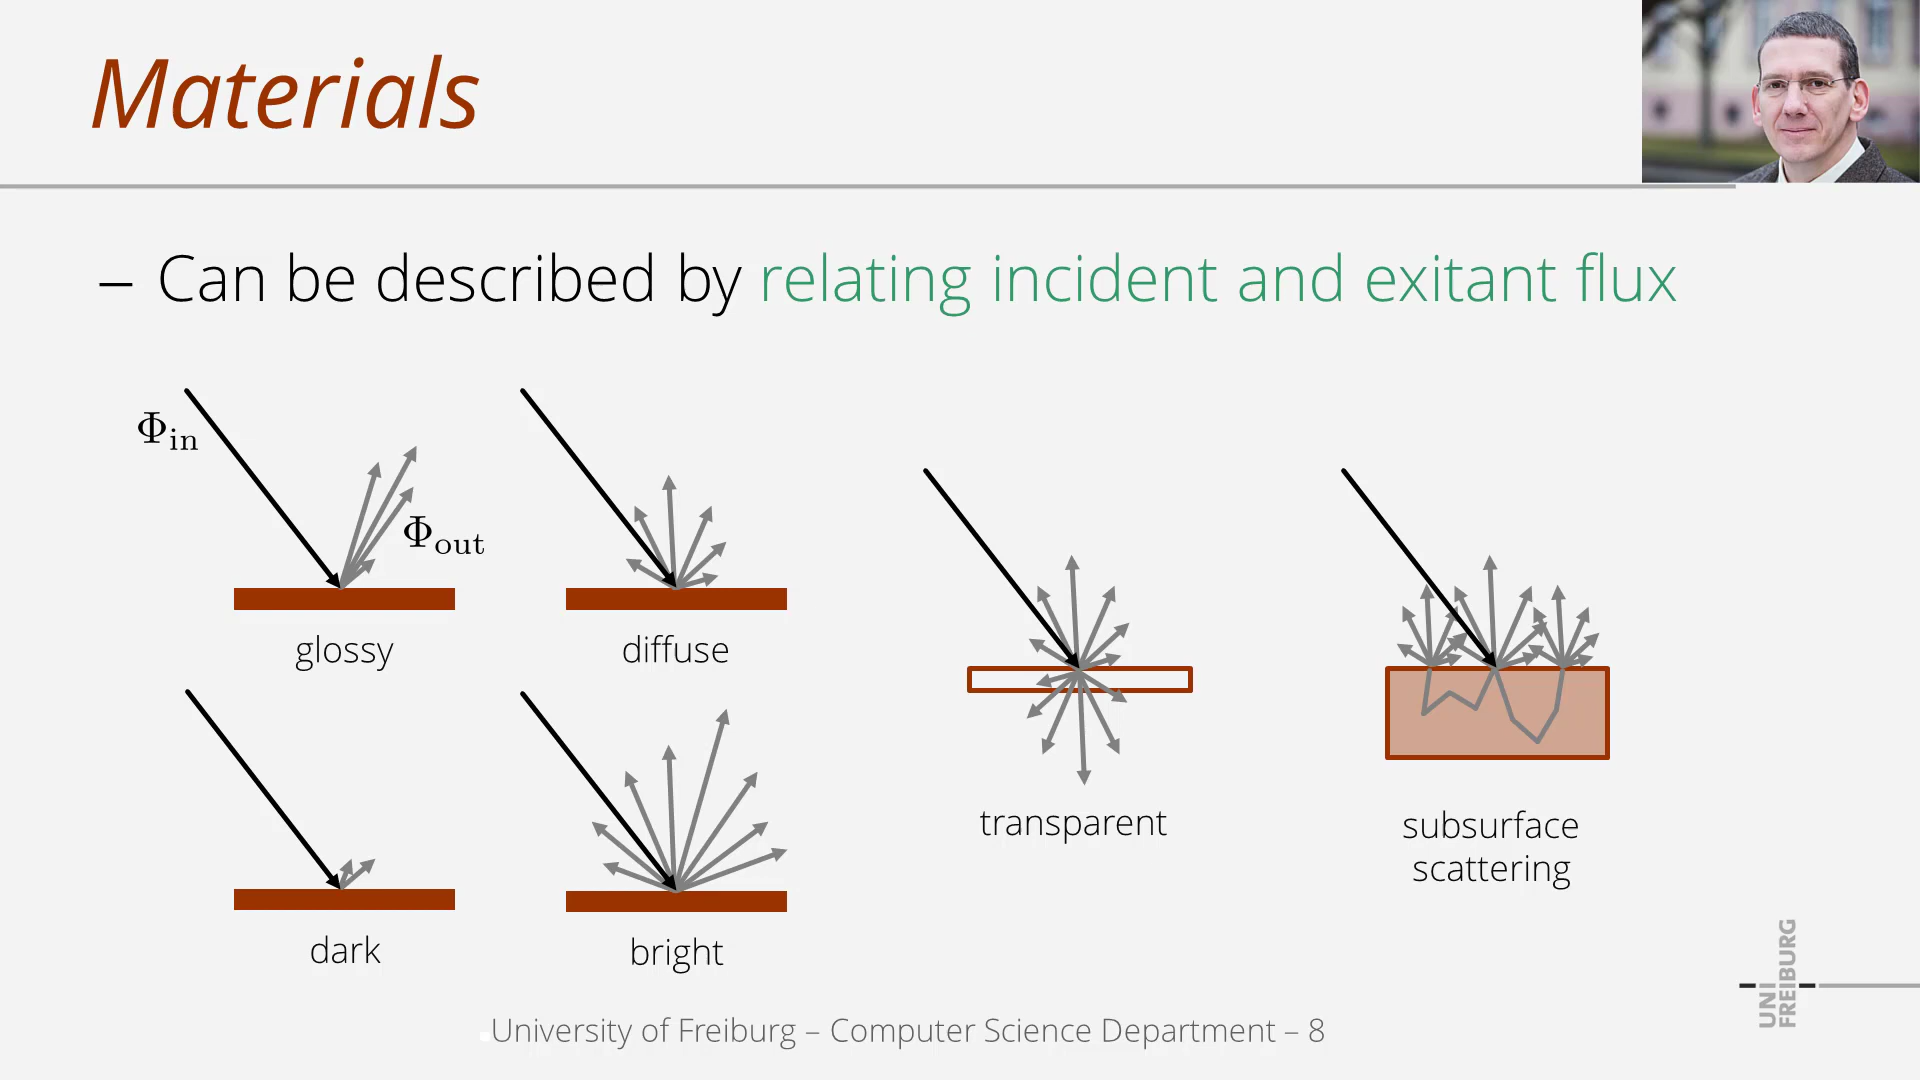 Materials
– Can be described by relating incident and exitant flux
Φin
Φout
glossy
diffuse
dark
bright
transparent
subsurface
scattering
University of Freiburg – Computer Science Department – 8
UNI
FREIBURG